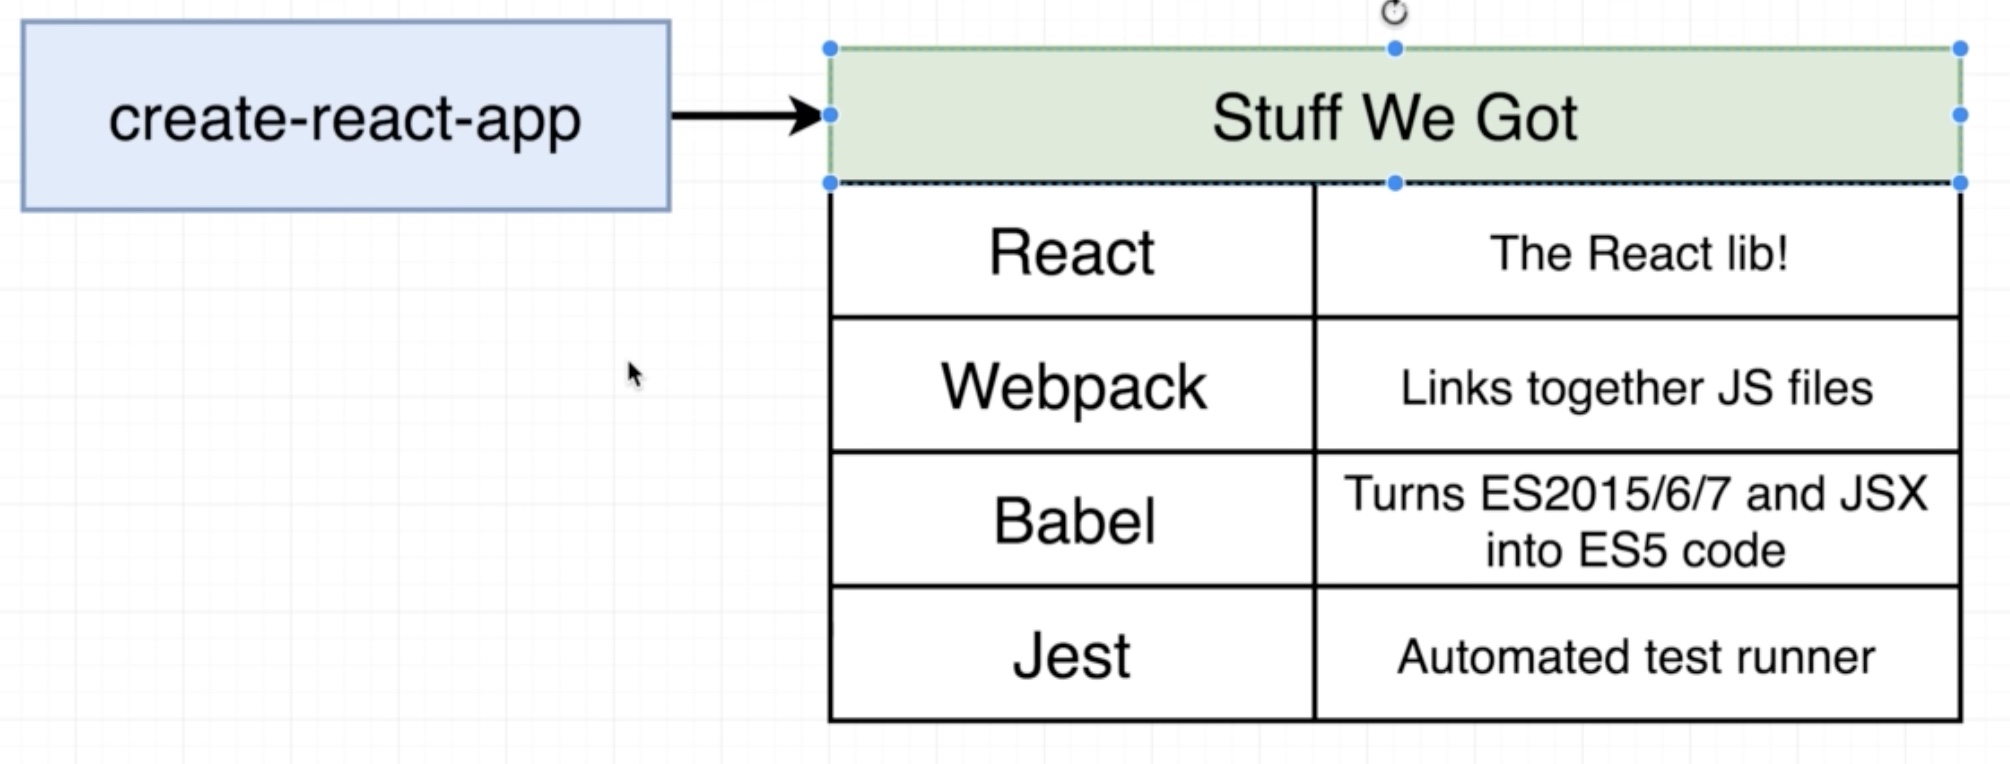 create-react-app
Stuff We Got
React
The React lib!
Webpack
Links together JS files
Babel
Turns ES2015/6/7 and JSX
into ES5 code
Jest
Automated test runner